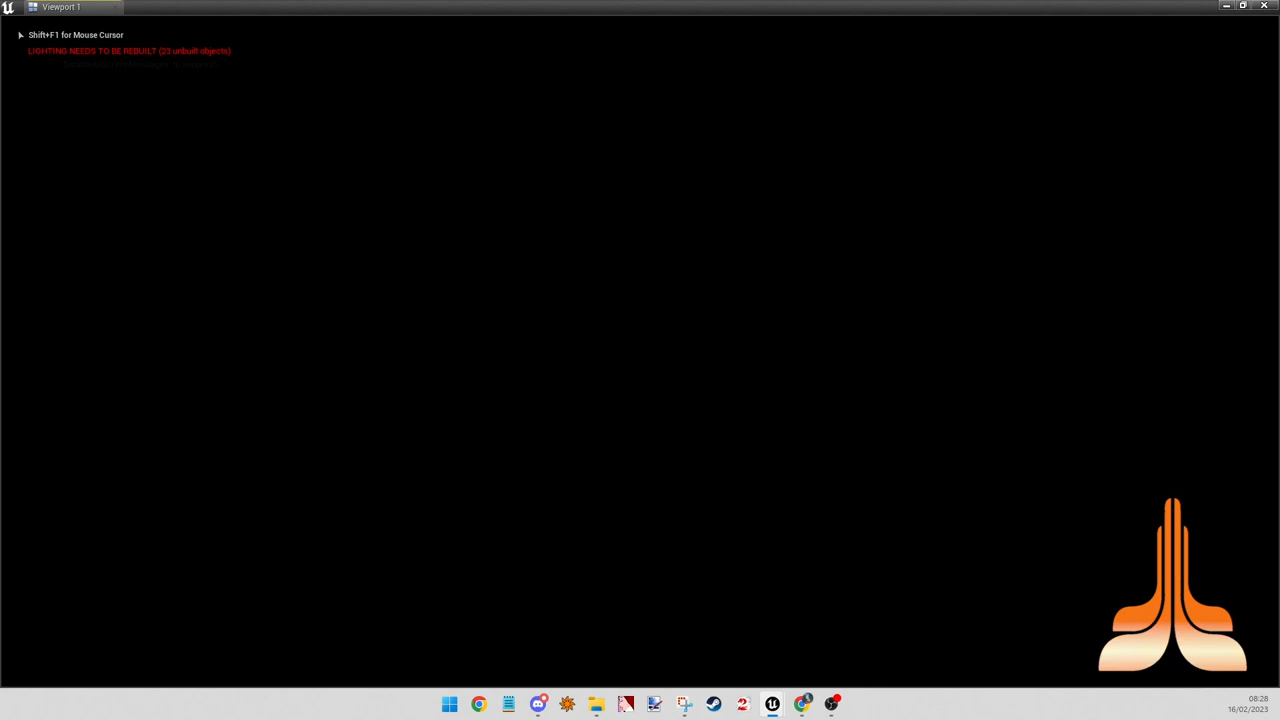 Viewport 1
Shift+F1 for Mouse Cursor
LIGHTING NEEDS TO BE REBUILT (23 unbuilt objects)
08:28
16/02/2023